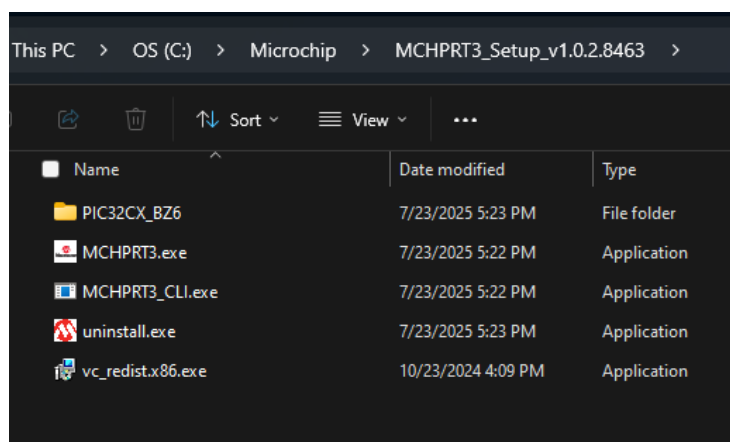 This PC > OS (C:) > Microchip > MCHPRT3_Setup_v1.0.2.8463 >
Sort View ...
Name Date modified Type
PIC32CX_BZ6 7/23/2025 5:23 PM File folder
MCHPRT3.exe 7/23/2025 5:22 PM Application
MCHPRT3_CLI.exe 7/23/2025 5:22 PM Application
uninstall.exe 7/23/2025 5:23 PM Application
vc_redist.x86.exe 10/23/2024 4:09 PM Application